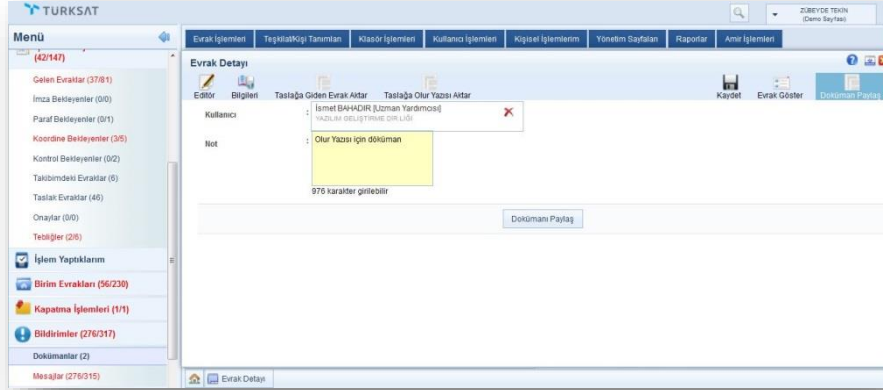 TURKSAT
ZÜBEYDE TEKİN
(Demo Sayfası)
Menü
(42/147)
Gelen Evraklar (37/81)
İmza Bekleyenler (0/0)
Paraf Bekleyenler (0/1)
Koordine Bekleyenler (3/5)
Kontrol Bekleyenler (0/2)
Takibimdeki Evraklar (6)
Taslak Evraklar (46)
Onaylar (0/0)
Tebliğler (2/6)
İşlem Yaptıklarım
Birim Evrakları (56/230)
Kapatma İşlemleri (1/1)
Bildirimler (276/317)
Dokümanlar (2)
Mesajlar (276/315)
Evrak İşlemleri
Teşkilat/Kişi Tanımları
Klasör İşlemleri
Kullanıcı İşlemleri
Kişisel İşlemlerim
Yönetim Sayfaları
Raporlar
Amir İşlemleri
Evrak Detayı
Editör
Bilgileri
Taslağa Giden Evrak Aktar
Taslağa Olur Yazısı Aktar
Kaydet
Evrak Göster
Doküman Paylaş
Kullanıcı : İsmet BAHADIR [Uzman Yardımcısı]
YAZILIM GELİŞTİRME DİR.LİĞİ
Not : Olur Yazısı için döküman
976 karakter girilebilir
Dokümanı Paylaş
Evrak Detayı